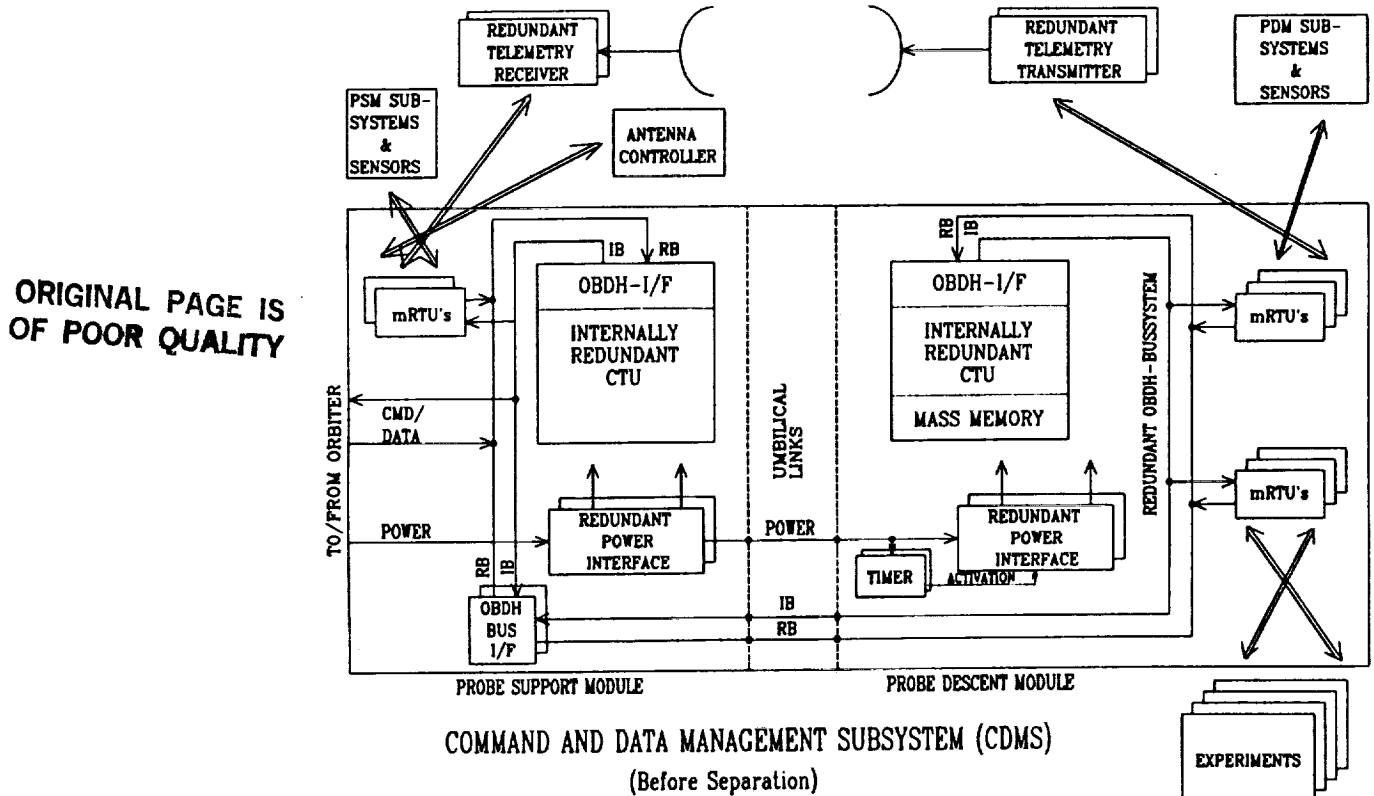 REDUNDANT
TELEMETRY
RECEIVER
REDUNDANT
TELEMETRY
TRANSMITTER
PDM SUB-
SYSTEMS
&
SENSORS
PSM SUB-
SYSTEMS
&
SENSORS
ANTENNA
CONTROLLER
ORIGINAL PAGE IS
OF POOR QUALITY
IB
RB
RB
IB
OBDH-I/F
INTERNALLY
REDUNDANT
CTU
mRTU's
OBDH-I/F
INTERNALLY
REDUNDANT
CTU
MASS MEMORY
mRTU's
REDUNDANT OBDH-BUSSYSTEM
TO/FROM ORBITER
CMD/
DATA
UMBILICAL
LINKS
mRTU's
POWER
REDUNDANT
POWER
INTERFACE
POWER
REDUNDANT
POWER
INTERFACE
TIMER
ACTIVATION
RB
IB
OBDH
BUS
I/F
IB
RB
PROBE SUPPORT MODULE
PROBE DESCENT MODULE
COMMAND AND DATA MANAGEMENT SUBSYSTEM (CDMS)
(Before Separation)
EXPERIMENTS